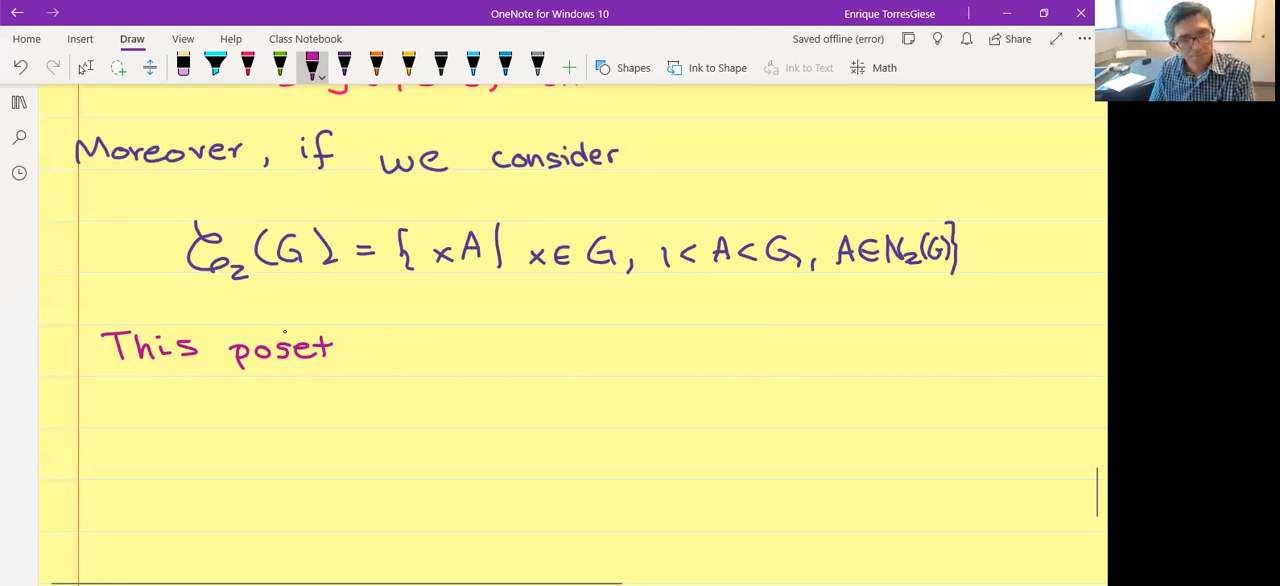 OneNote for Windows 10
Enrique TorresGiese
Home Insert Draw View Help Class Notebook
Saved offline (error)
Share
Shapes
Ink to Shape
Ink to Text
Math
Moreover, if we consider
𝒞₂(G) = { xA | x ∈ G, 1 < A < G, A ∈ N₂(G)}
This poset